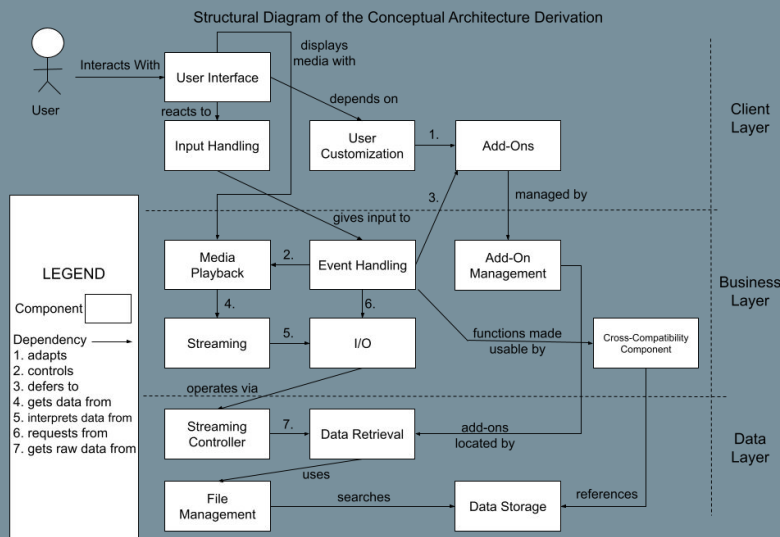 Structural Diagram of the Conceptual Architecture Derivation
User
Interacts With
User Interface
displays
media with
reacts to
depends on
Input Handling
User
Customization
1.
Add-Ons
Client
Layer
3.
managed by
gives input to
Media
Playback
2.
Event Handling
Add-On
Management
Business
Layer
4.
6.
Streaming
5.
I/O
functions made
usable by
Cross-Compatibility
Component
operates via
Streaming
Controller
7.
Data Retrieval
add-ons
located by
Data
Layer
uses
File
Management
searches
Data Storage
references
LEGEND
Component
Dependency
1. adapts
2. controls
3. defers to
4. gets data from
5. interprets data from
6. requests from
7. gets raw data from